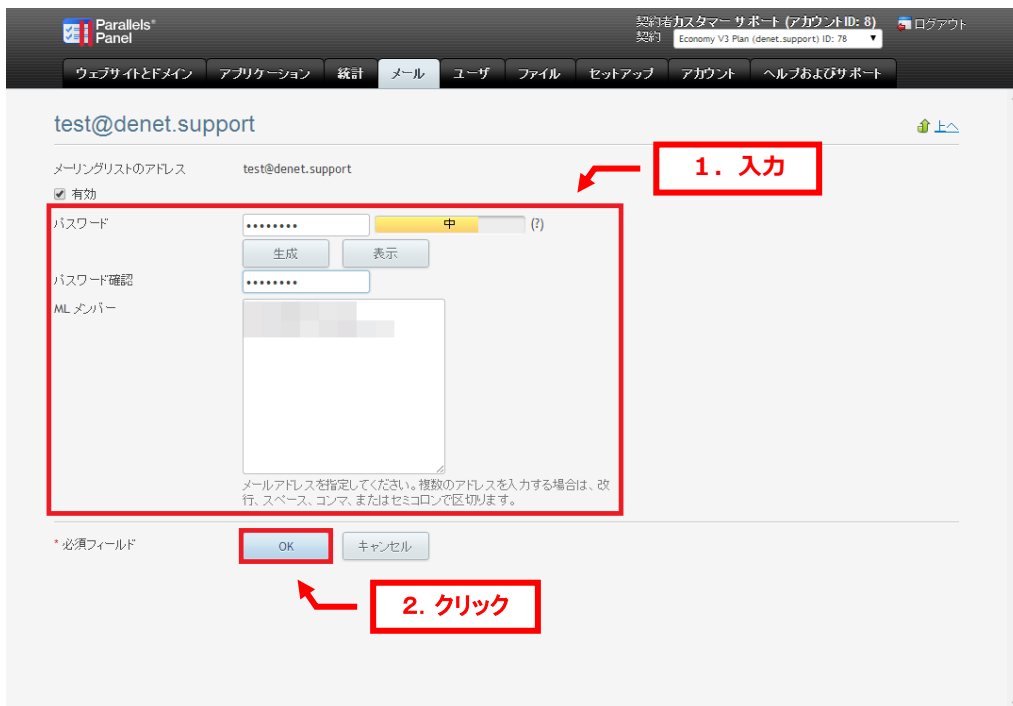 Parallels®
Panel
契約者カスタマー サポート (アカウントID: 8)
ログアウト
契約 Economy V3 Plan (denet.support) ID: 78
ウェブサイトとドメイン アプリケーション 統計 メール ユーザ ファイル セットアップ アカウント ヘルプおよびサポート
test@denet.support
上へ
メーリングリストのアドレス test@denet.support
1. 入力
有効
パスワード •••••••• 中 (?)
生成 表示
パスワード確認 ••••••••
ML メンバー
メールアドレスを指定してください。複数のアドレスを入力する場合は、改
行、スペース、コンマ、またはセミコロンで区切ります。
* 必須フィールド OK キャンセル
2. クリック